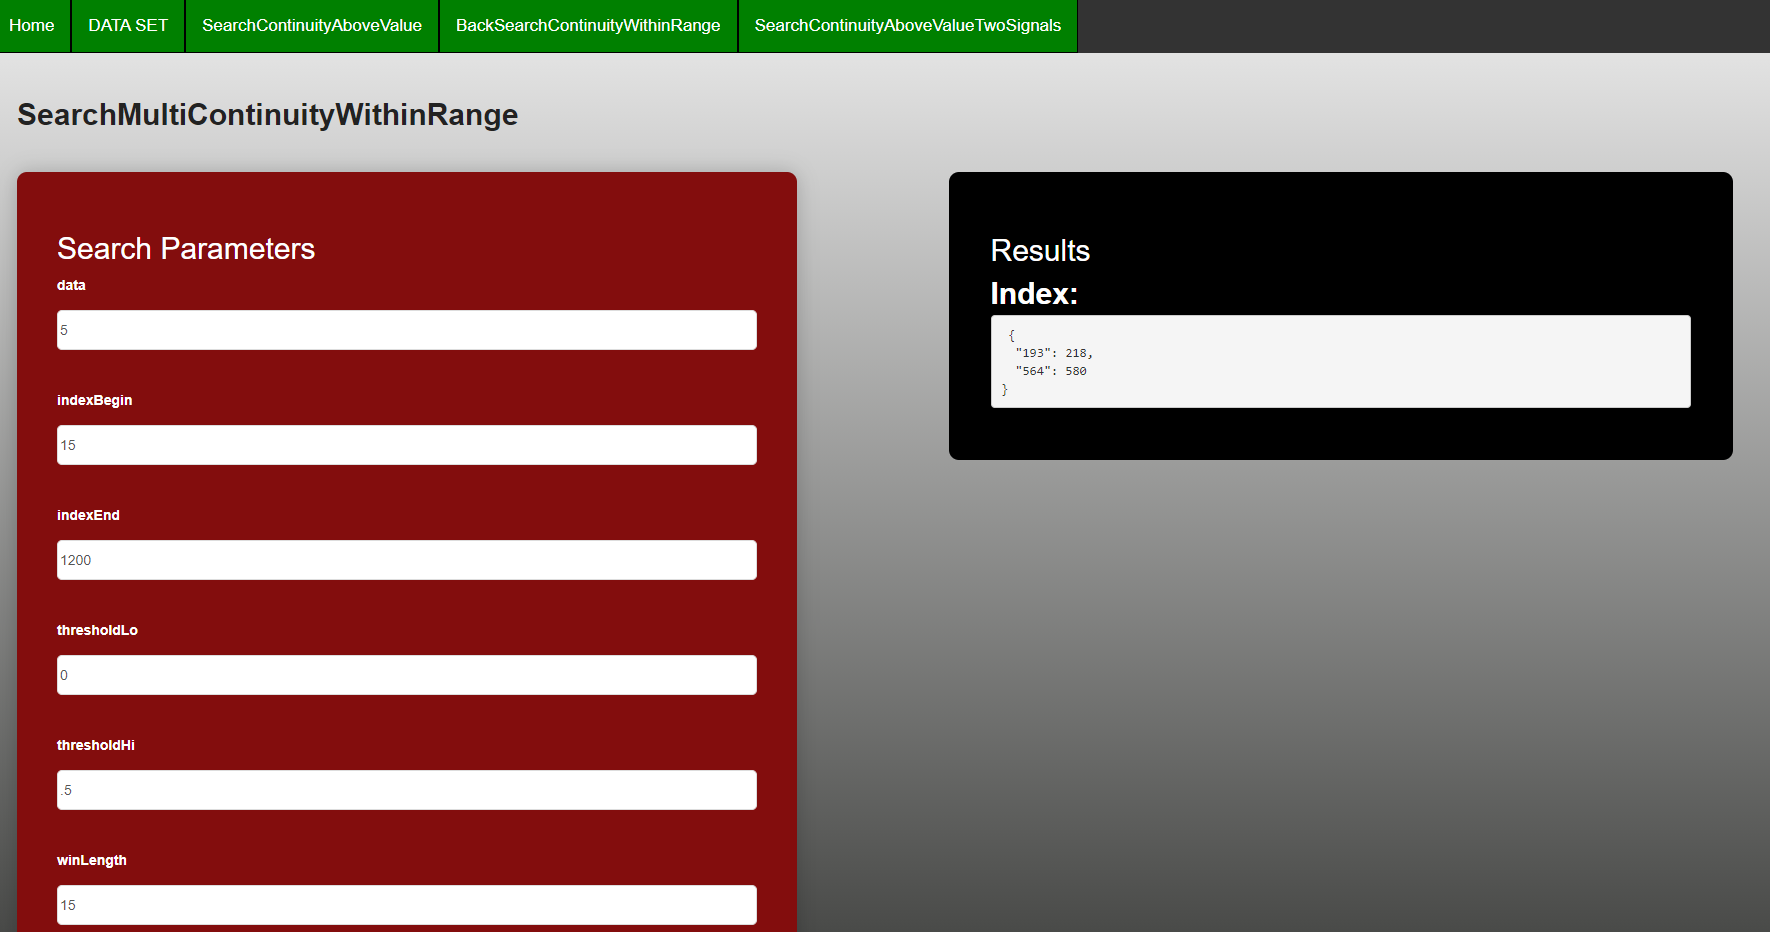 Home DATA SET SearchContinuityAboveValue BackSearchContinuityWithinRange SearchContinuityAboveValueTwoSignals
SearchMultiContinuityWithinRange
Search Parameters
data
5
indexBegin
15
indexEnd
1200
thresholdLo
0
thresholdHi
.5
winLength
15
Results
Index:
{
"193": 218,
"564": 580
}